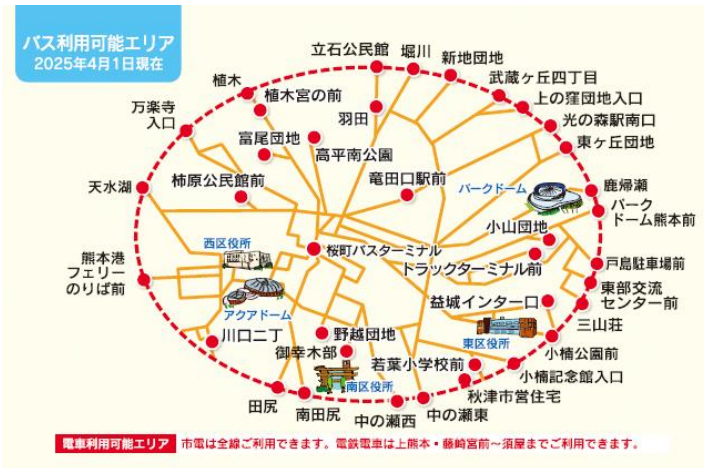 バス利用可能エリア
2025年4月1日現在
立石公民館
堀川
新地団地
武蔵ヶ丘四丁目
上の窪団地入口
光の森駅南口
東ヶ丘団地
植木
植木宮の前
羽田
万楽寺
入口
富尾団地
高平南公園
天水湖
柿原公民館前
竜田口駅前
パークドーム
鹿帰瀬
パーク
ドーム熊本前
小山団地
西区役所
桜町バスターミナル
トラックターミナル前
戸島駐車場前
熊本港
フェリー
のりば前
東部交流
センター前
アクアドーム
益城インター口
三山荘
川口二丁
野越団地
東区役所
小楠公園前
御幸木部
若葉小学校前
小楠記念館入口
南区役所
秋津市営住宅
田尻
南田尻
中の瀬西
中の瀬東
電車利用可能エリア 市電は全線ご利用できます。電鉄電車は上熊本・藤崎宮前～須屋までご利用できます。